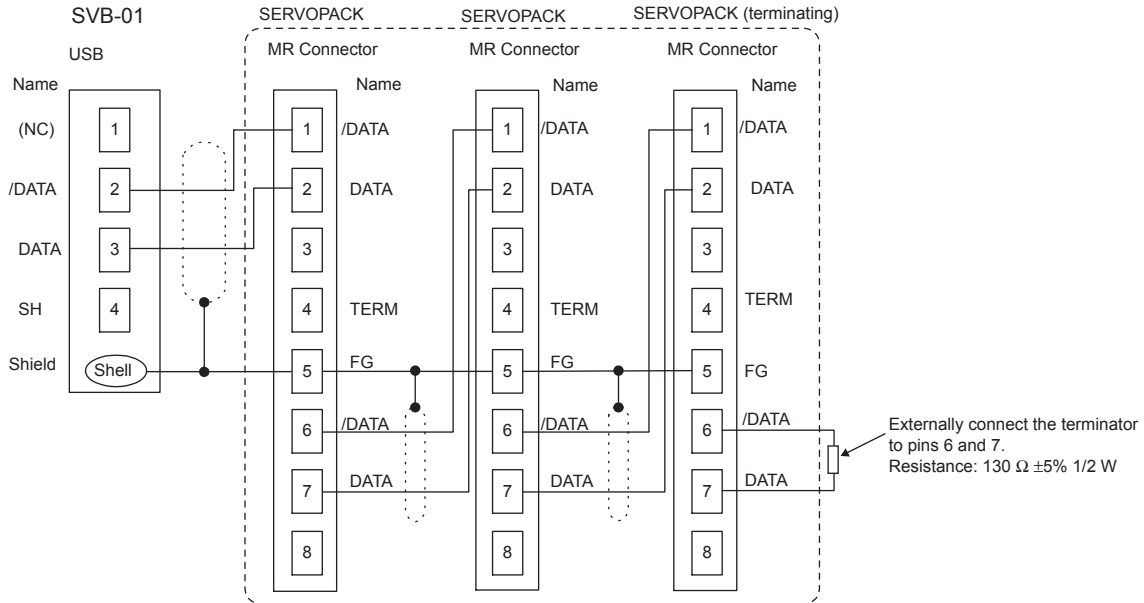 SVB-01
SERVOPACK
SERVOPACK
SERVOPACK (terminating)
USB
MR Connector
MR Connector
MR Connector
Name
Name
Name
Name
(NC)
1
1
/DATA
1
/DATA
1
/DATA
/DATA
2
2
DATA
2
DATA
2
DATA
DATA
3
3
3
3
SH
4
4
TERM
4
TERM
4
TERM
Shield
Shell
5
FG
5
FG
5
FG
6
/DATA
6
/DATA
6
/DATA
7
DATA
7
DATA
7
DATA
8
8
8
Externally connect the terminator
to pins 6 and 7.
Resistance: 130 Ω ±5% 1/2 W